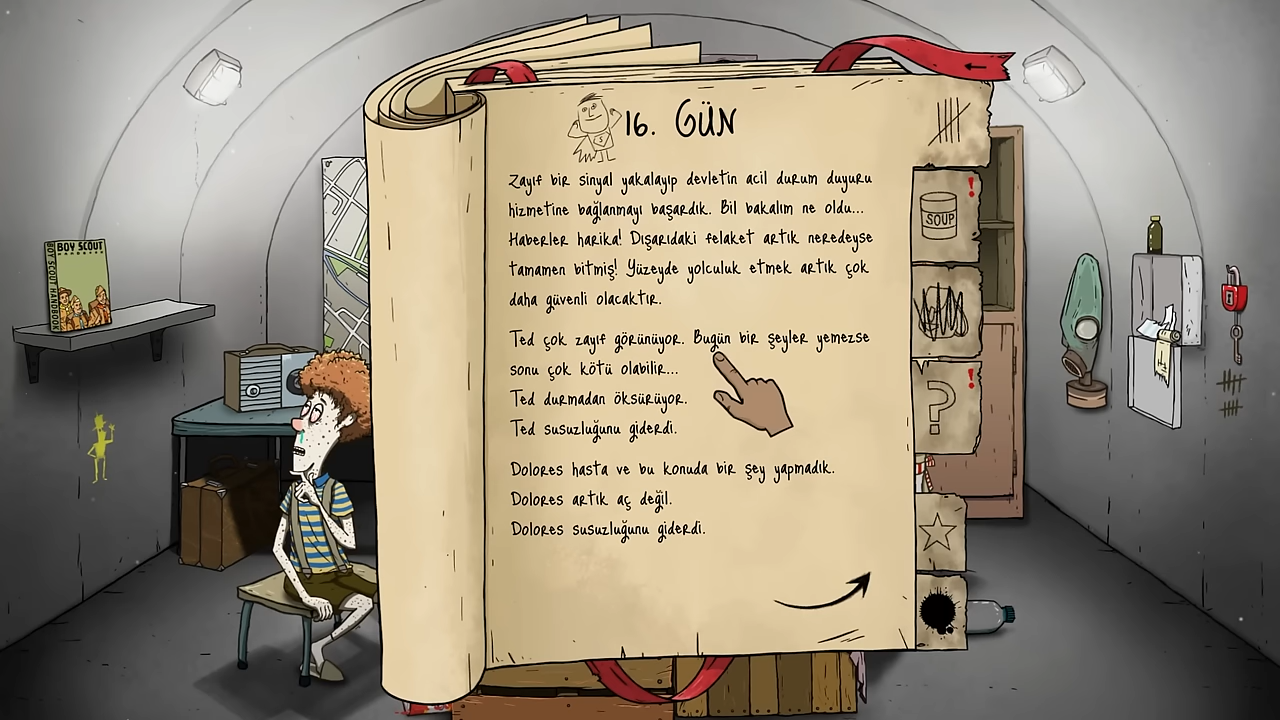 16. GÜN
Zayıf bir sinyal yakalayıp devletin acil durum duyuru
hizmetine bağlanmayı başardık. Bil bakalım ne oldu...
Haberler harika! Dışarıdaki felaket artık neredeyse
tamamen bitmiş! Yüzeyde yolculuk etmek artık çok
daha güvenli olacaktır.
Ted çok zayıf görünüyor. Bugün bir şeyler yemezse
sonu çok kötü olabilir...
Ted durmadan öksürüyor.
Ted susuzluğunu giderdi.
Dolores hasta ve bu konuda bir şey yapmadık.
Dolores artık aç değil.
Dolores susuzluğunu giderdi.
!
SOUP
?
!
BOY SCOUT
BOY SCOUT HANDBOOK